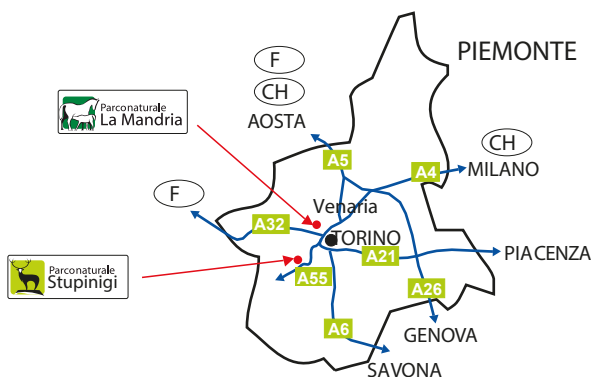 PIEMONTE
F
CH
AOSTA
Parconaturale
La Mandria
CH
MILANO
A5
A4
F
Venaria
A32
TORINO
A21
PIACENZA
Parconaturale
Stupinigi
A55
A26
A6
GENOVA
SAVONA